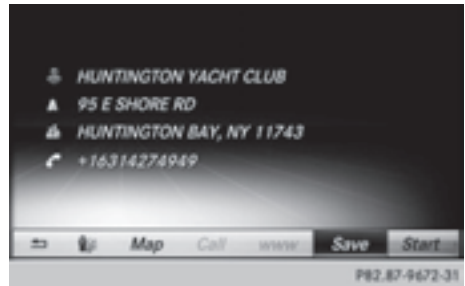 HUNTINGTON YACHT CLUB
95 E SHORE RD
HUNTINGTON BAY, NY 11743
+16314274949
Map Call www Save Start
P82.87-9672-31